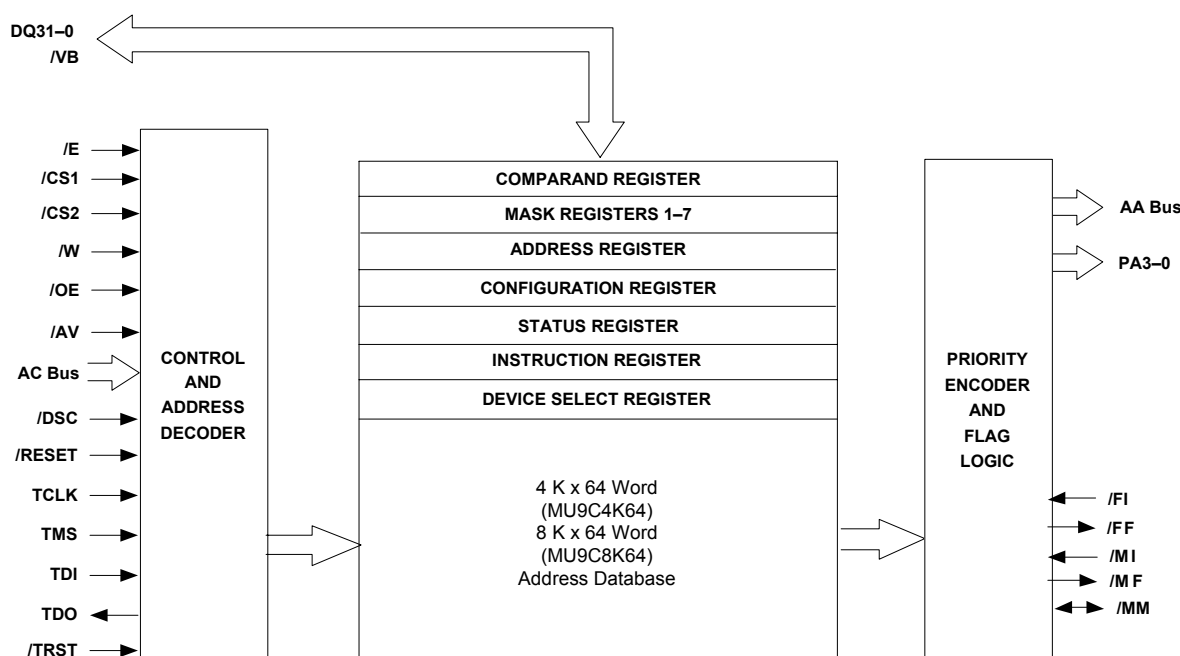 DQ31–0
/VB
/E
/CS1
/CS2
/W
/OE
/AV
AC Bus
/DSC
/RESET
TCLK
TMS
TDI
TDO
/TRST
CONTROL
AND
ADDRESS
DECODER
COMPARAND REGISTER
MASK REGISTERS 1–7
ADDRESS REGISTER
CONFIGURATION REGISTER
STATUS REGISTER
INSTRUCTION REGISTER
DEVICE SELECT REGISTER
4 K x 64 Word
(MU9C4K64)
8 K x 64 Word
(MU9C8K64)
Address Database
PRIORITY
ENCODER
AND
FLAG
LOGIC
AA Bus
PA3–0
/FI
/FF
/MI
/MF
/MM